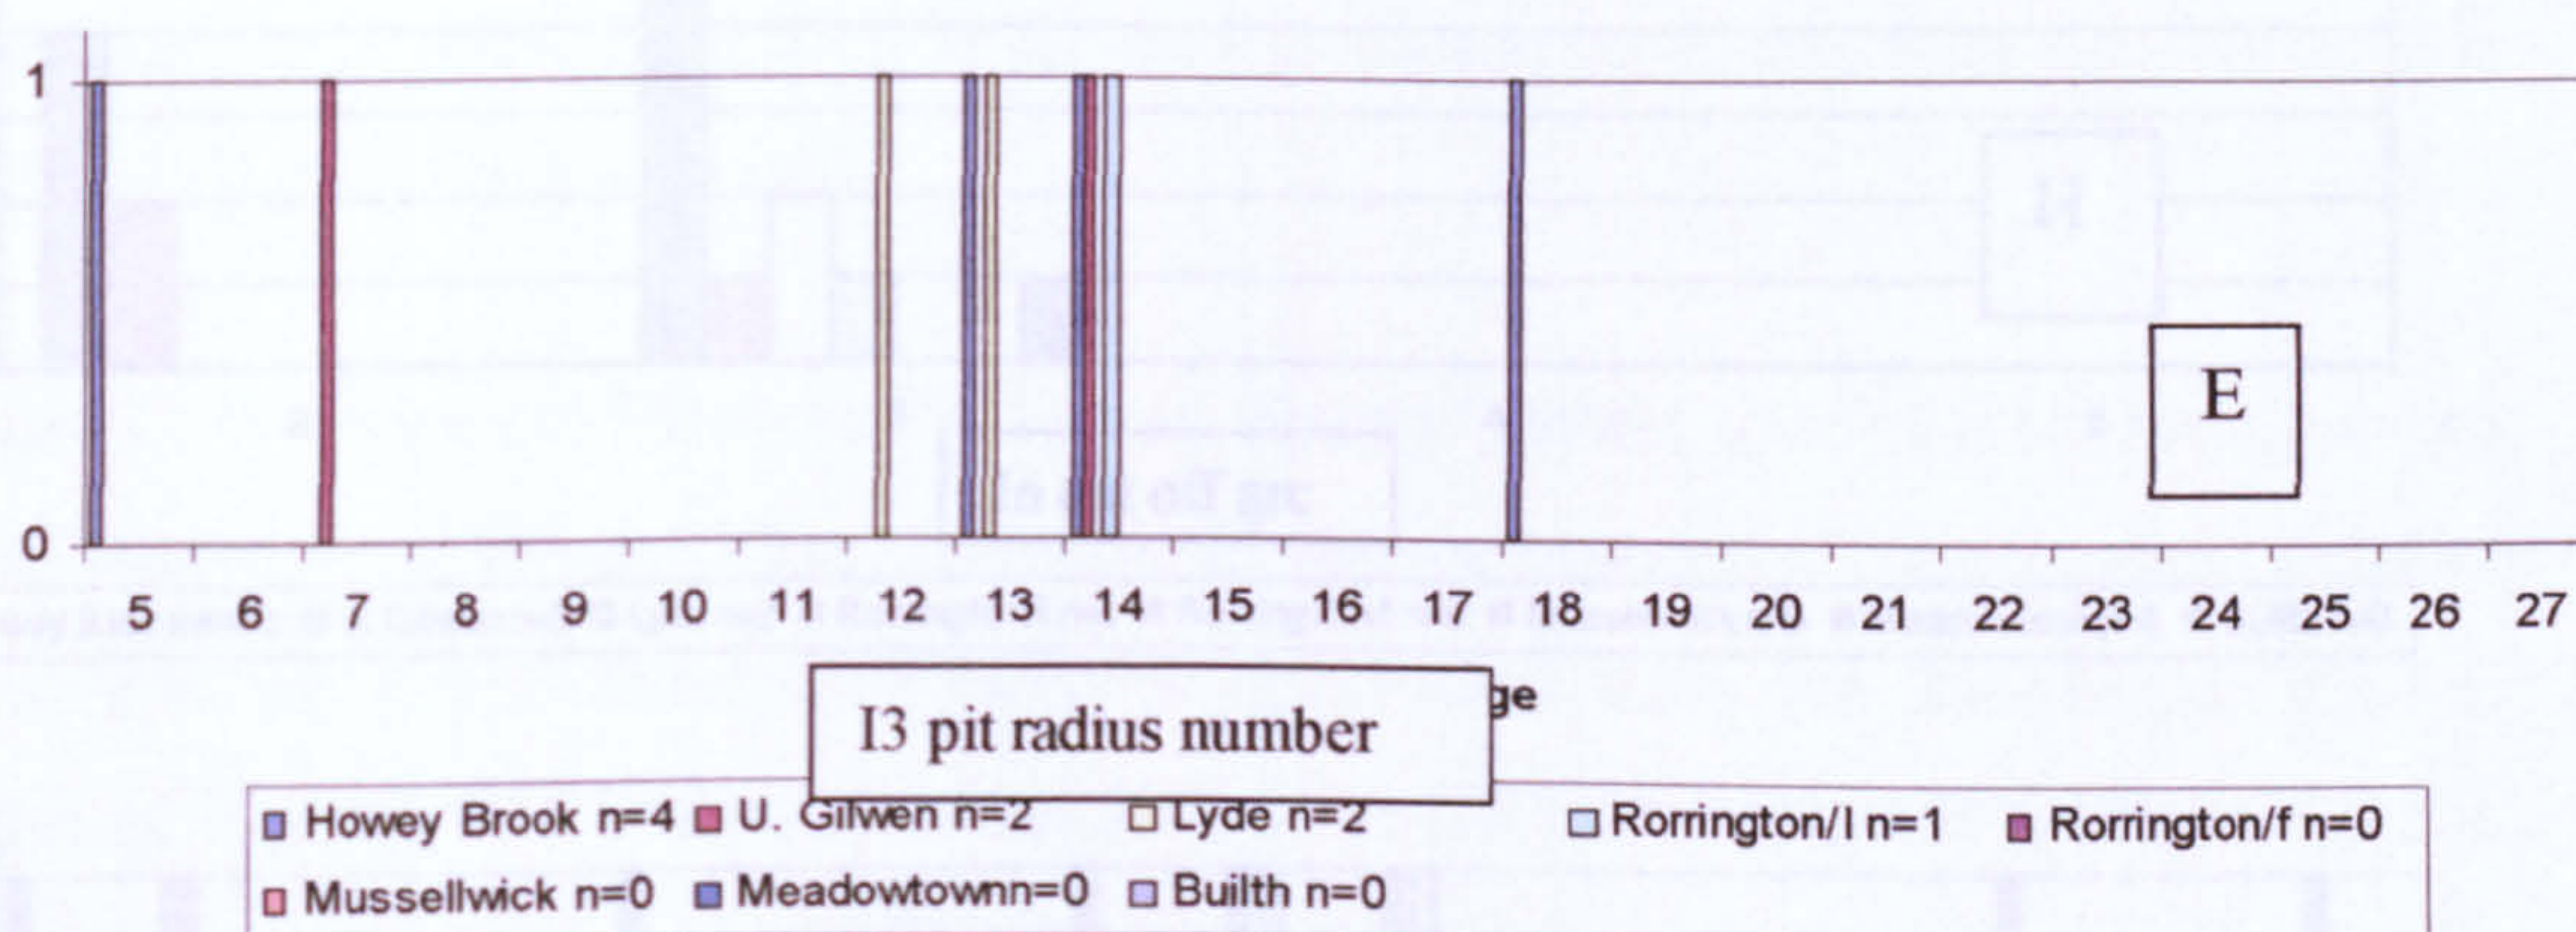 1
E
0
5 6 7 8 9 10 11 12 13 14 15 16 17 18 19 20 21 22 23 24 25 26 27
ge
I3 pit radius number
Howey Brook n=4 U. Gilwen n=2 Lyde n=2 Rorrington/l n=1 Rorrington/f n=0
Mussellwick n=0 Meadowtownn=0 Builth n=0